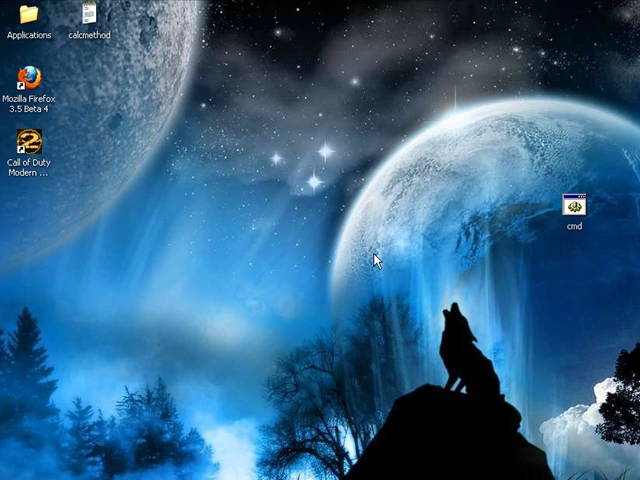 Applications
calcmethod
Mozilla Firefox
3.5 Beta 4
Call of Duty
Modern ...
cmd